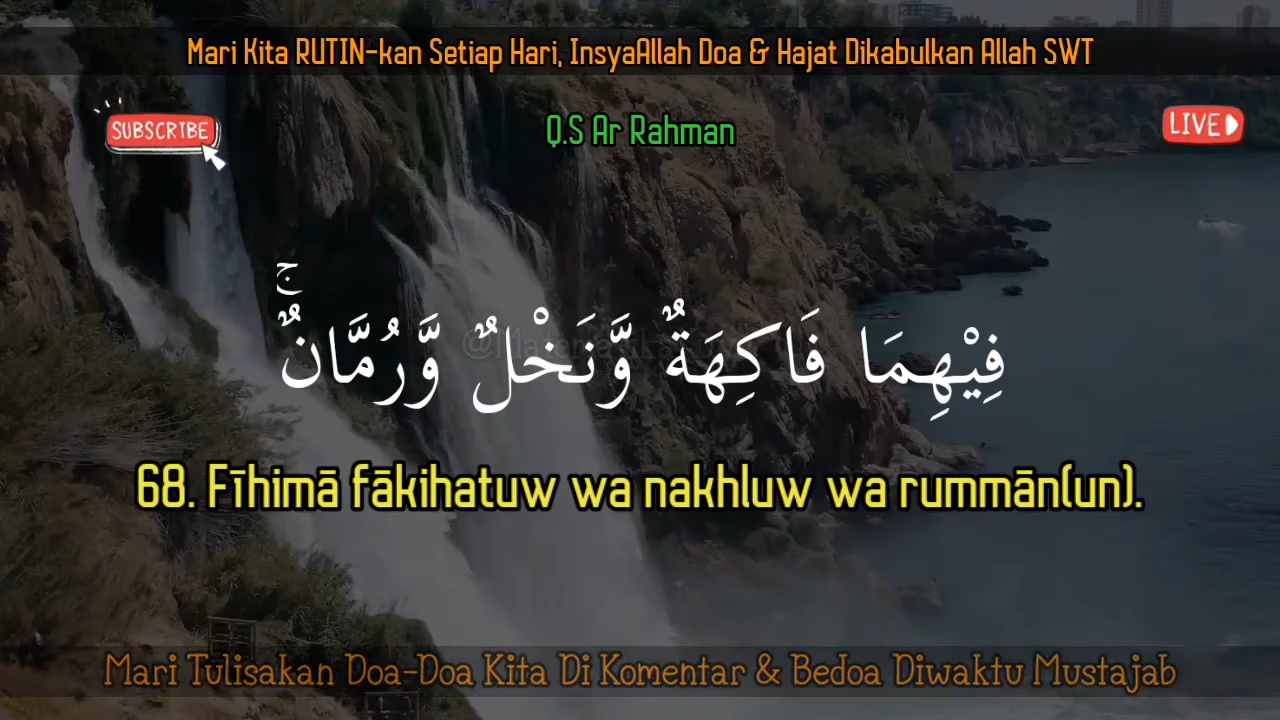 Mari Kita RUTIN-kan Setiap Hari, InsyaAllah Doa & Hajat Dikabulkan Allah SWT
SUBSCRIBE
LIVE
Q.S Ar Rahman
فِيْهِمَا فَاكِهَةٌ وَّنَخْلٌ وَّرُمَّانٌۚ
68. Fīhimā fākihatuw wa nakhluw wa rummān(un).
Mari Tulisakan Doa-Doa Kita Di Komentar & Bedoa Diwaktu Mustajab